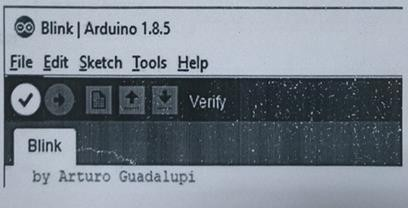 Blink | Arduino 1.8.5
File Edit Sketch Tools Help
Verify
Blink
by Arturo Guadalupi